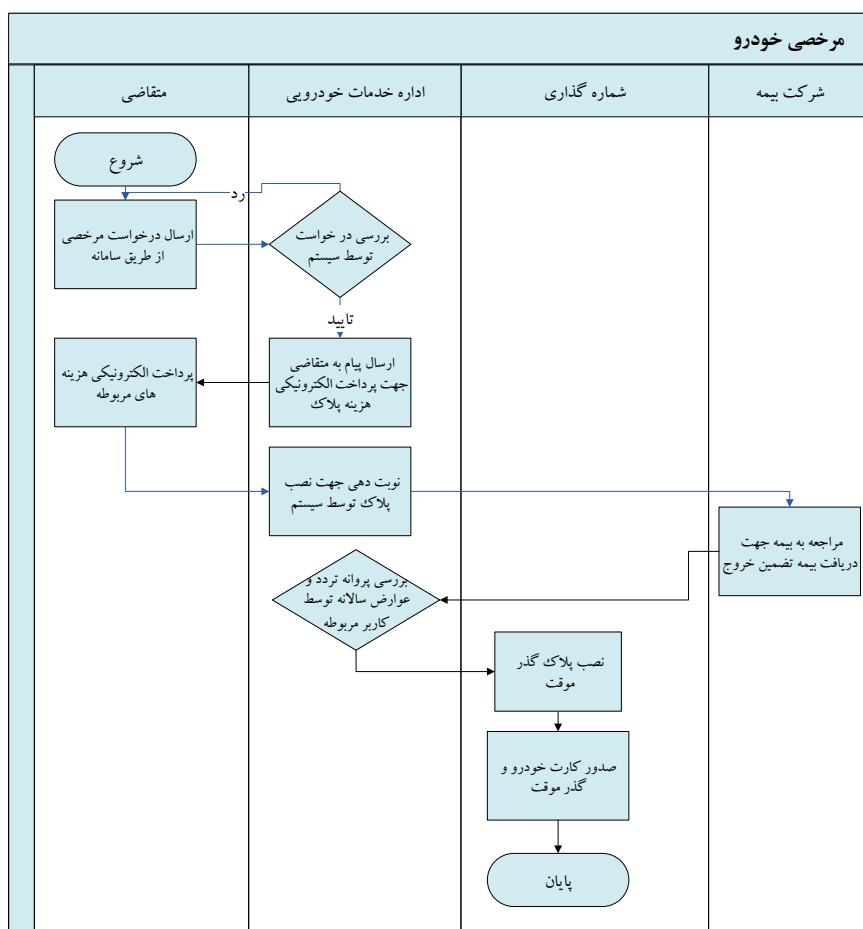 مرخصی خودرو
متقاضی
اداره خدمات خودرویی
شماره گذاری
شرکت بیمه
شروع
رد
ارسال درخواست مرخصی
از طریق سامانه
بررسی در خواست
توسط سیستم
تایید
ارسال پیام به متقاضی
جهت پرداخت الکترونیکی
هزینه پلاک
پرداخت الکترونیکی هزینه
های مربوطه
نوبت دهی جهت نصب
پلاک توسط سیستم
مراجعه به بیمه جهت
دریافت بیمه تضمین خروج
بررسی پروانه تردد و
عوارض سالانه توسط
کاربر مربوطه
نصب پلاک گذر
موقت
صدور کارت خودرو و
گذر موقت
پایان